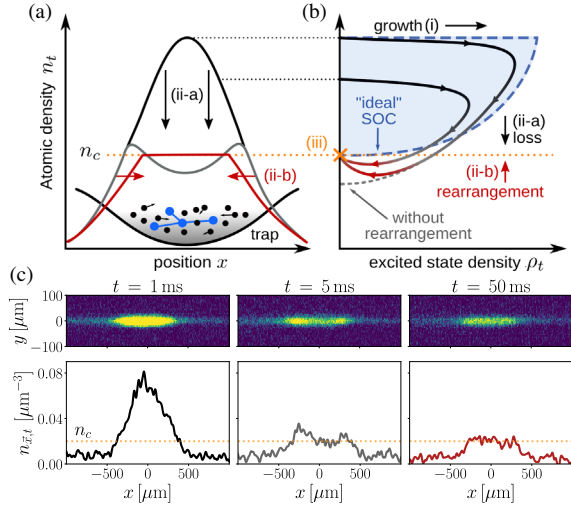 (a)
(b)
Atomic density n_t
n_c
(ii-a)
(ii-b)
trap
position x
growth (i)
"ideal"
SOC
(iii)
(ii-a)
loss
(ii-b)
rearrangement
without
rearrangement
excited state density ρ_t
(c)
t = 1 ms
t = 5 ms
t = 50 ms
y [μm]
100
0
−100
n_{x⃗,t} [μm⁻³]
0.08
0.04
0.00
n_c
−500 0 500
−500 0 500
−500 0 500
x [μm]
x [μm]
x [μm]